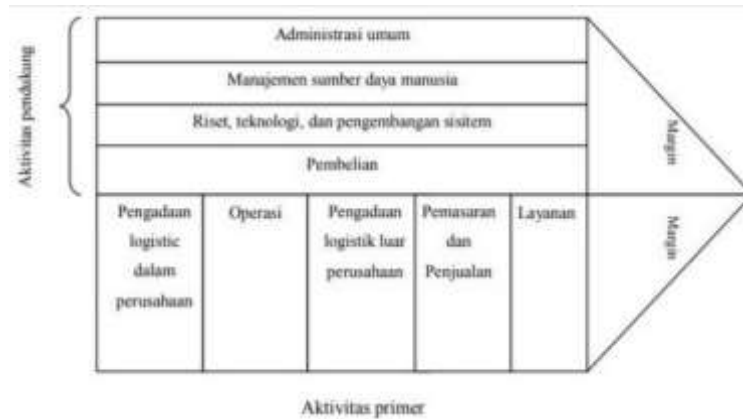 Aktivitas pendukung
Administrasi umum
Manajemen sumber daya manusia
Riset, teknologi, dan pengembangan sisitem
Pembelian
Margin
Pengadaan
logistic
dalam
perusahaan
Operasi
Pengadaan
logistik luar
perusahaan
Pemasaran
dan
Penjualan
Layanan
Margin
Aktivitas primer